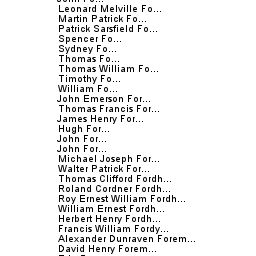 John Fo...
Leonard Melville Fo...
Martin Patrick Fo...
Patrick Sarsfield Fo...
Spencer Fo...
Sydney Fo...
Thomas Fo...
Thomas William Fo...
Timothy Fo...
William Fo...
John Emerson For...
Thomas Francis For...
James Henry For...
Hugh For...
John For...
John For...
Michael Joseph For...
Walter Patrick For...
Thomas Clifford Fordh...
Roland Cordner Fordh...
Roy Ernest William Fordh...
William Ernest Fordh...
Herbert Henry Fordh...
Francis William Fordy...
Alexander Dunraven Forem...
David Henry Forem...